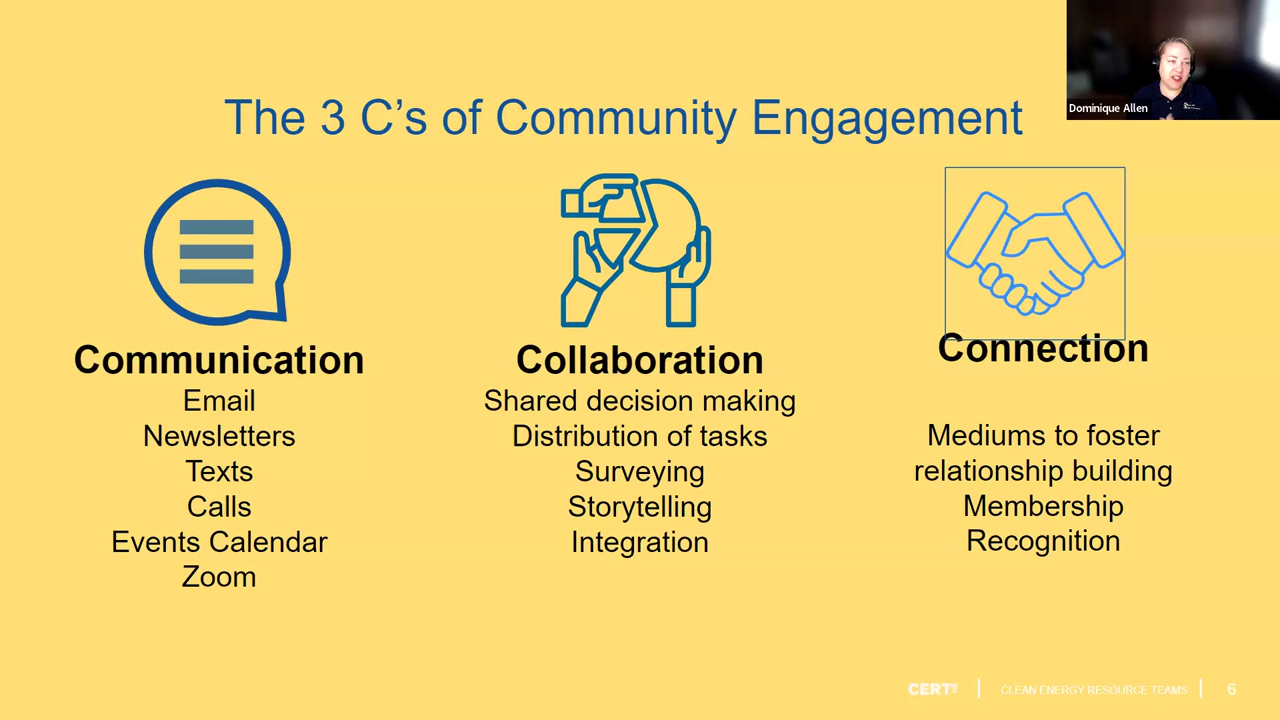 Dominique Allen
The 3 C’s of Community Engagement
Communication
Email
Newsletters
Texts
Calls
Events Calendar
Zoom
Collaboration
Shared decision making
Distribution of tasks
Surveying
Storytelling
Integration
Connection
Mediums to foster
relationship building
Membership
Recognition
CERTs
CLEAN ENERGY RESOURCE TEAMS
6